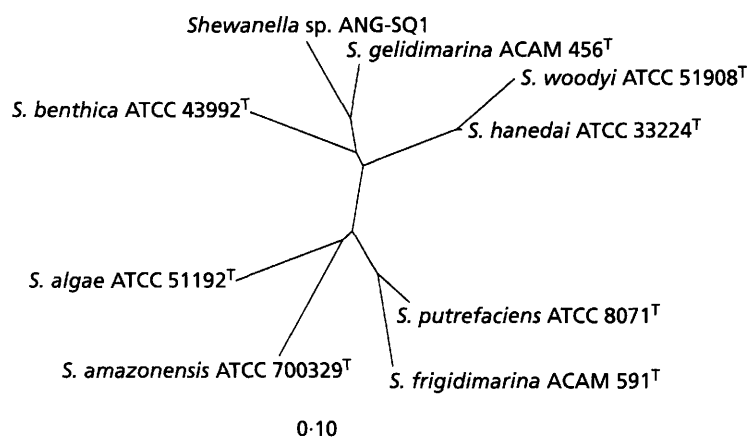 Shewanella sp. ANG-SQ1
S. gelidimarina ACAM 456ᵀ
S. woodyi ATCC 51908ᵀ
S. benthica ATCC 43992ᵀ
S. hanedai ATCC 33224ᵀ
S. algae ATCC 51192ᵀ
S. putrefaciens ATCC 8071ᵀ
S. amazonensis ATCC 700329ᵀ
S. frigidimarina ACAM 591ᵀ
0·10